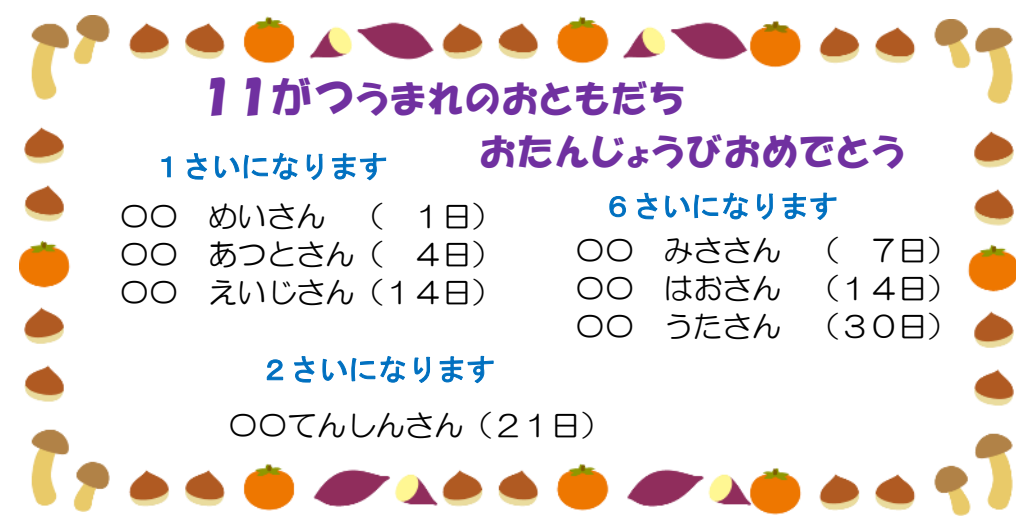 11がつうまれのおともだち
おたんじょうびおめでとう
１さいになります
〇〇　めいさん　（　１日）
〇〇　あつとさん（　４日）
〇〇　えいじさん（１４日）
６さいになります
〇〇　みささん　（　７日）
〇〇　はおさん　（１４日）
〇〇　うたさん　（３０日）
２さいになります
〇〇てんしんさん（２１日）